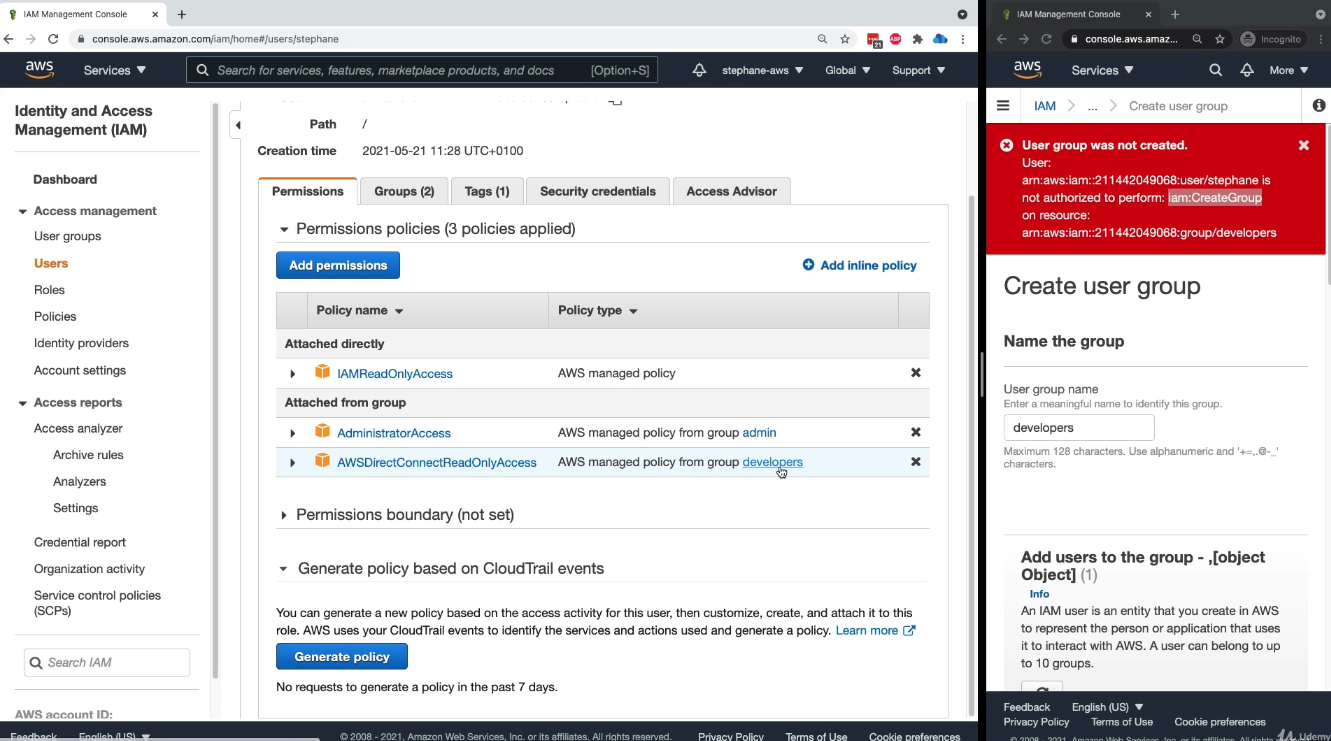 IAM Management Console
console.aws.amazon.com/iam/home#/users/stephane
21
ABP
aws
Services
Search for services, features, marketplace products, and docs
[Option+S]
stephane-aws
Global
Support
Identity and Access
Management (IAM)
Dashboard
Access management
User groups
Users
Roles
Policies
Identity providers
Account settings
Access reports
Access analyzer
Archive rules
Analyzers
Settings
Credential report
Organization activity
Service control policies
(SCPs)
Search IAM
AWS account ID:
Path /
Creation time 2021-05-21 11:28 UTC+0100
Permissions Groups (2) Tags (1) Security credentials Access Advisor
Permissions policies (3 policies applied)
Add permissions
Add inline policy
Policy name Policy type
Attached directly
IAMReadOnlyAccess AWS managed policy
Attached from group
AdministratorAccess AWS managed policy from group admin
AWSDirectConnectReadOnlyAccess AWS managed policy from group developers
Permissions boundary (not set)
Generate policy based on CloudTrail events
You can generate a new policy based on the access activity for this user, then customize, create, and attach it to this
role. AWS uses your CloudTrail events to identify the services and actions used and generate a policy. Learn more
Generate policy
No requests to generate a policy in the past 7 days.
Feedback English (US)
© 2008 - 2021, Amazon Web Services, Inc. or its affiliates. All rights reserved. Privacy Policy Terms of Use Cookie preferences
IAM Management Console
console.aws.amaz...
Incognito
aws
Services
More
IAM
...
Create user group
User group was not created.
User:
arn:aws:iam::211442049068:user/stephane is
not authorized to perform: iam:CreateGroup
on resource:
arn:aws:iam::211442049068:group/developers
Create user group
Name the group
User group name
Enter a meaningful name to identify this group.
developers
Maximum 128 characters. Use alphanumeric and '+=,.@-_'
characters.
Add users to the group - ,[object
Object] (1)
Info
An IAM user is an entity that you create in AWS
to represent the person or application that uses
it to interact with AWS. A user can belong to up
to 10 groups.
Feedback English (US)
Privacy Policy Terms of Use Cookie preferences
© 2008 - 2021, Amazon Web Services, Inc. or its affiliates. All rights
Udemy